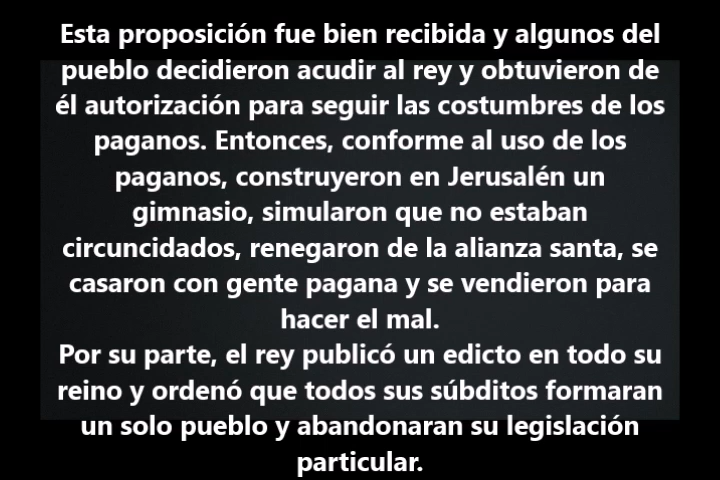 Esta proposición fue bien recibida y algunos del
pueblo decidieron acudir al rey y obtuvieron de
él autorización para seguir las costumbres de los
paganos. Entonces, conforme al uso de los
paganos, construyeron en Jerusalén un
gimnasio, simularon que no estaban
circuncidados, renegaron de la alianza santa, se
casaron con gente pagana y se vendieron para
hacer el mal.
Por su parte, el rey publicó un edicto en todo su
reino y ordenó que todos sus súbditos formaran
un solo pueblo y abandonaran su legislación
particular.